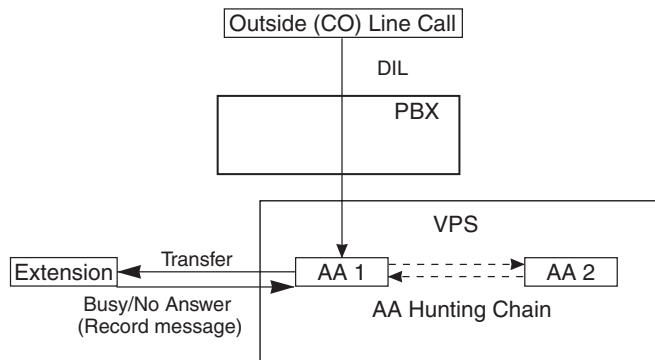 Outside (CO) Line Call
DIL
PBX
VPS
Transfer
Extension
AA 1
AA 2
Busy/No Answer
(Record message)
AA Hunting Chain